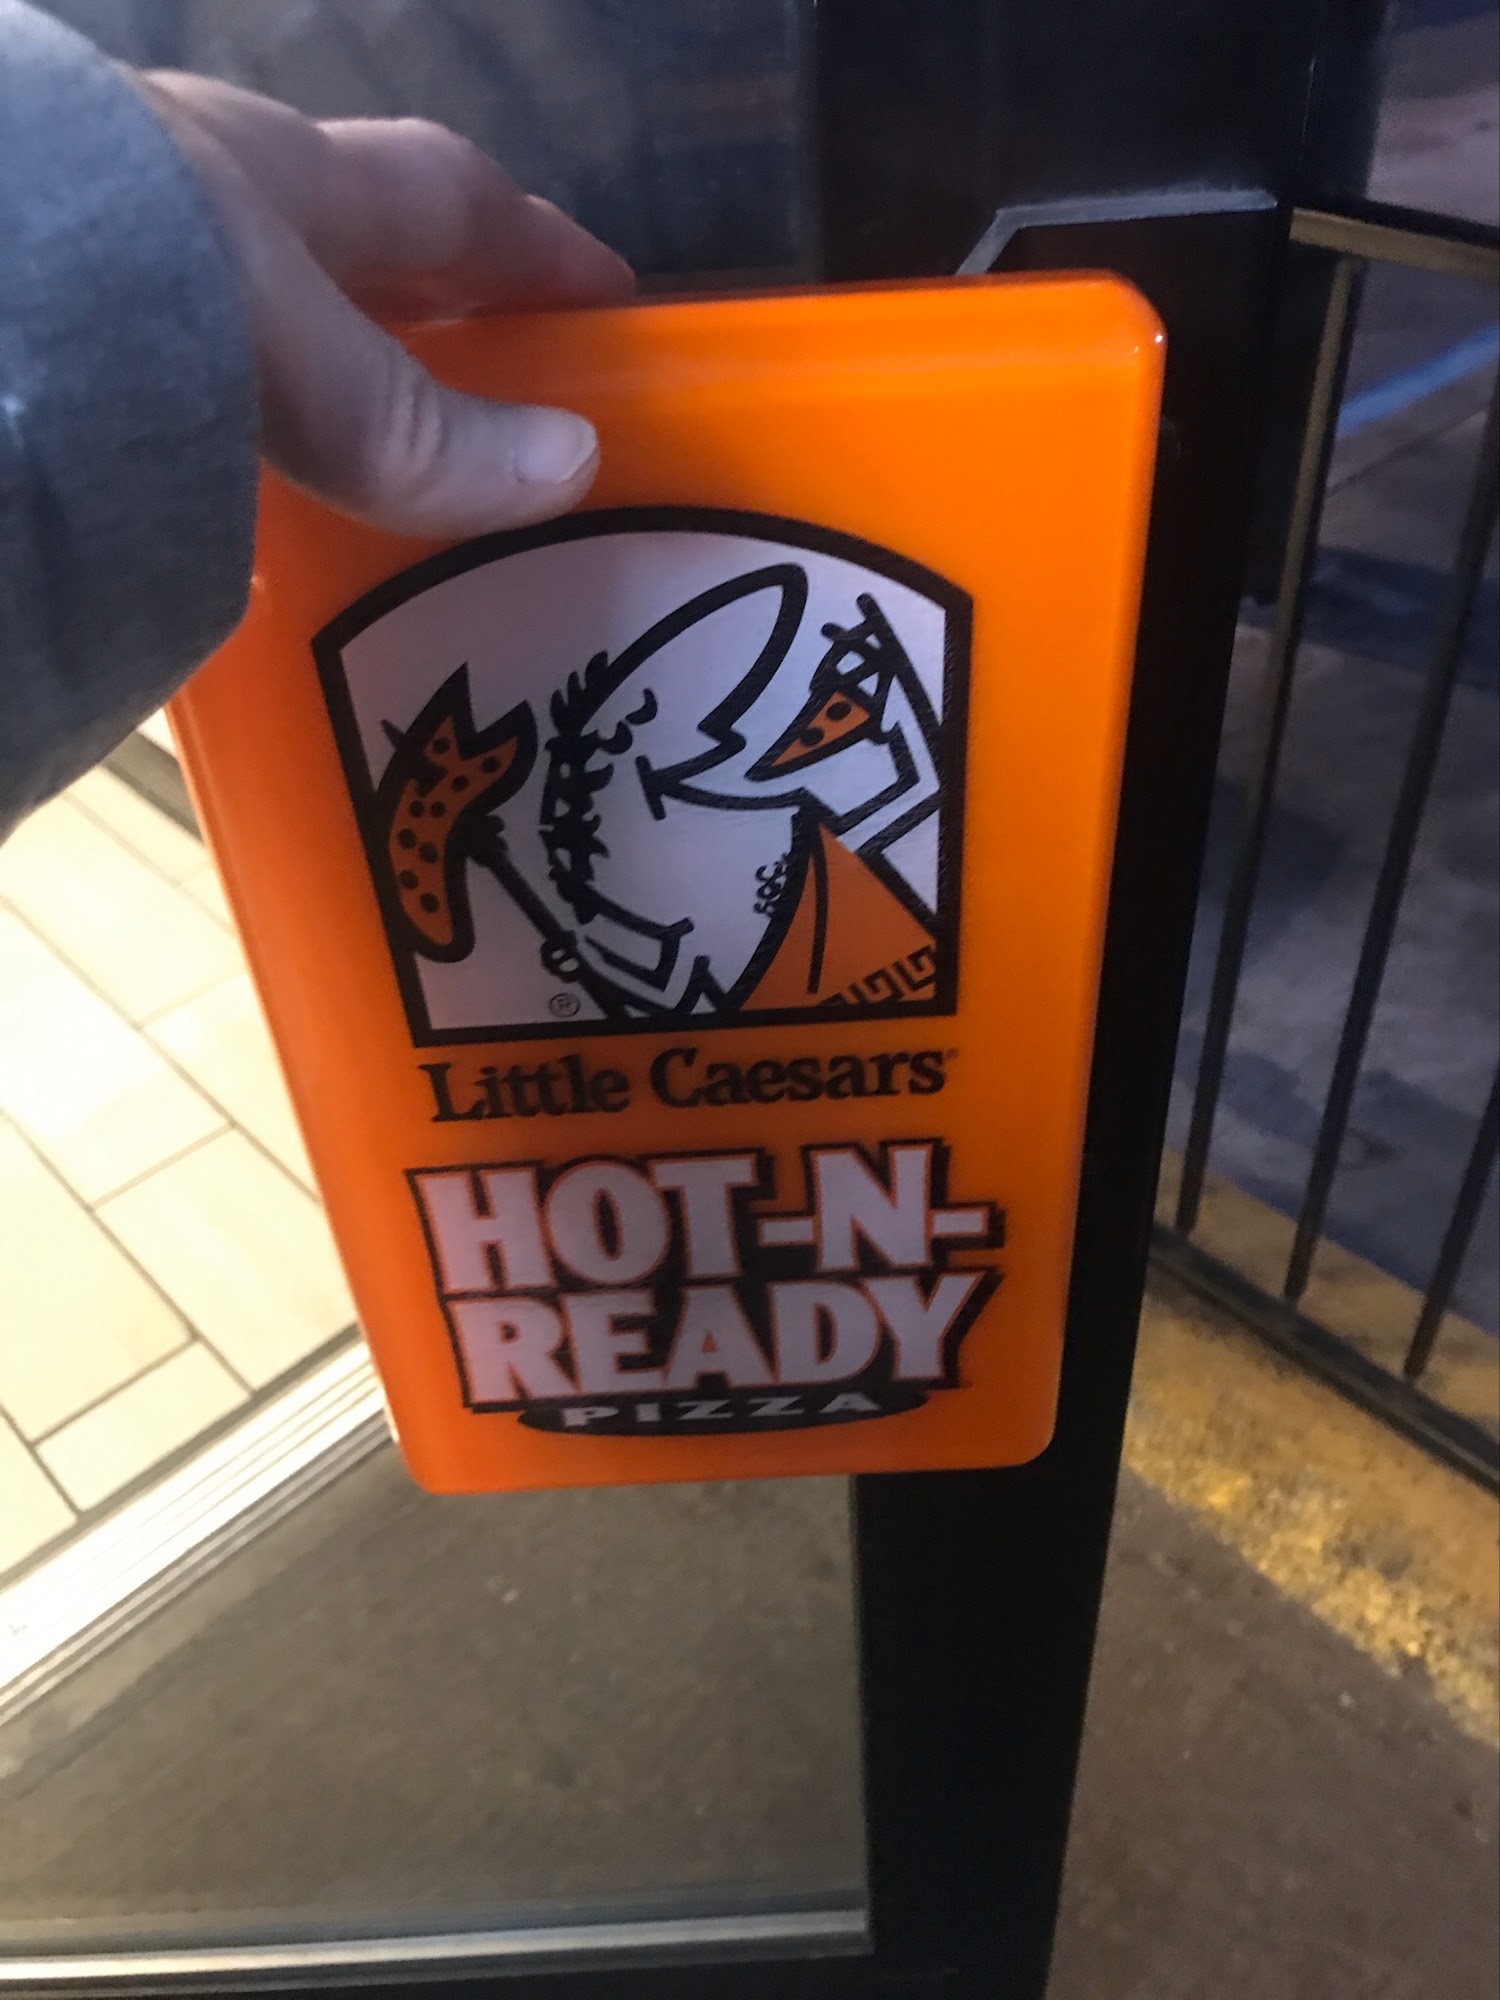 ®
Little Caesars®
HOT-N-
READY
PIZZA